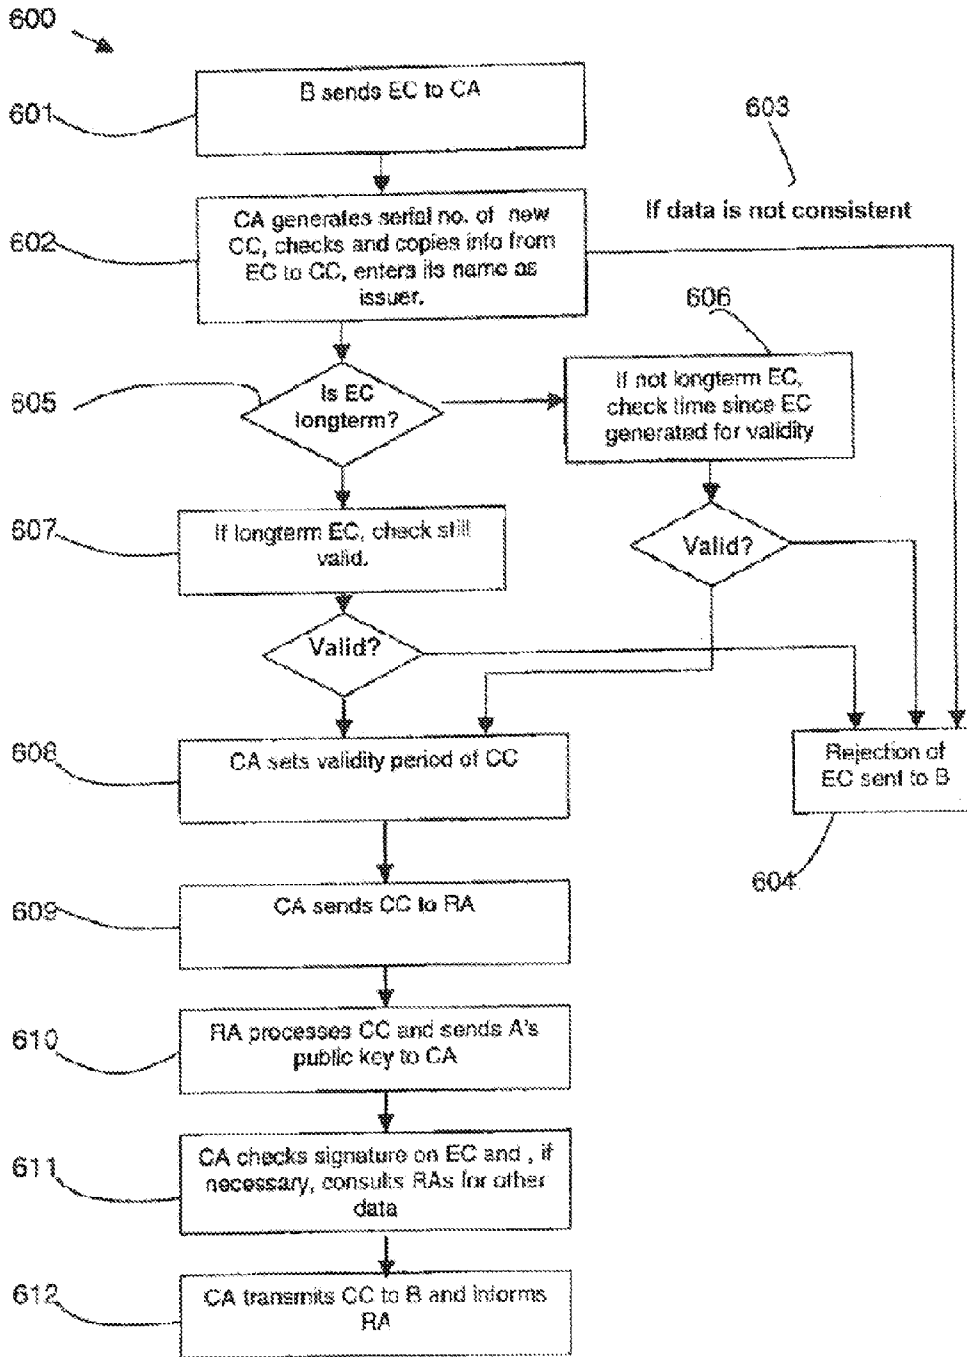 600
601
B sends EC to CA
603
If data is not consistent
602
CA generates serial no. of new
CC, checks and copies info from
EC to CC, enters its name as
issuer.
606
605
Is EC
longterm?
If not longterm EC,
check time since EC
generated for validity
607
If longterm EC, check still
valid.
Valid?
Valid?
608
CA sets validity period of CC
Rejection of
EC sent to B
604
609
CA sends CC to RA
610
RA processes CC and sends A's
public key to CA
611
CA checks signature on EC and , if
necessary, consults RAs for other
data
612
CA transmits CC to B and informs
RA